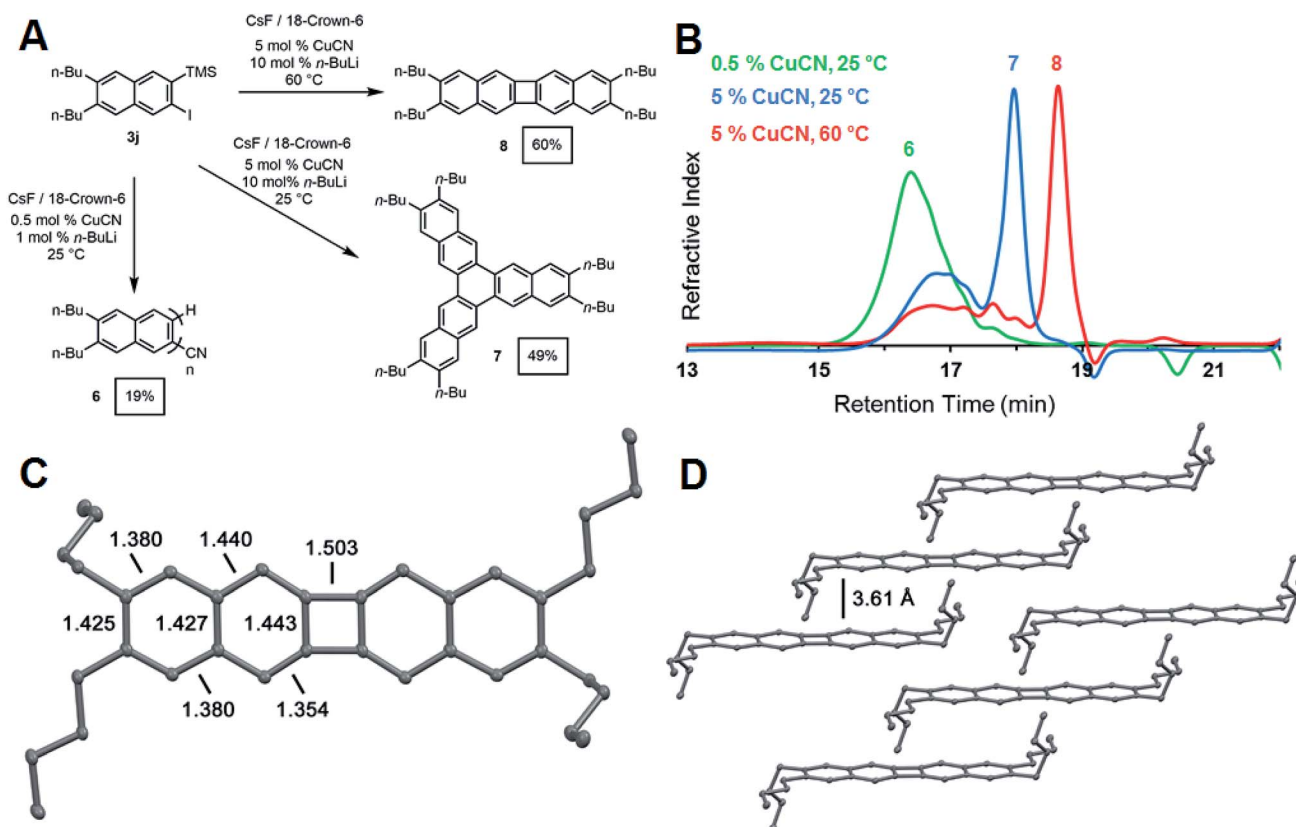 A
n-Bu
n-Bu
TMS
I
3j
CsF / 18-Crown-6
5 mol % CuCN
10 mol % n-BuLi
60 °C
n-Bu
n-Bu
n-Bu
n-Bu
8
60%
CsF / 18-Crown-6
5 mol % CuCN
10 mol% n-BuLi
25 °C
CsF / 18-Crown-6
0.5 mol % CuCN
1 mol % n-BuLi
25 °C
n-Bu
n-Bu
H
CN
n
6
19%
n-Bu
n-Bu
n-Bu
n-Bu
n-Bu
n-Bu
7
49%
B
0.5 % CuCN, 25 °C
5 % CuCN, 25 °C
5 % CuCN, 60 °C
6
7
8
Refractive Index
13
15
17
19
21
Retention Time (min)
C
1.380
1.440
1.503
1.425
1.427
1.443
1.380
1.354
D
3.61 Å